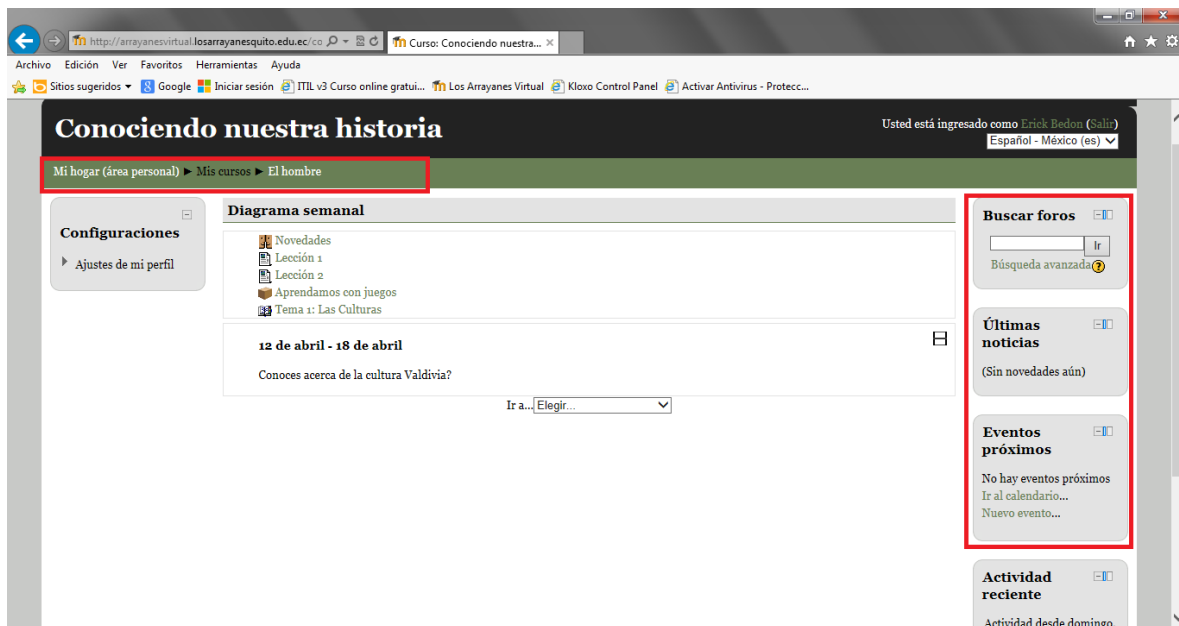 http://arrayanesvirtual.losarrayanesquito.edu.ec/co
Curso: Conociendo nuestra...
Archivo Edición Ver Favoritos Herramientas Ayuda
Sitios sugeridos Google Iniciar sesión ITIL v3 Curso online gratui... Los Arrayanes Virtual Kloxo Control Panel Activar Antivirus - Protecc...
Conociendo nuestra historia
Usted está ingresado como Erick Bedon (Salir)
Español - México (es)
Mi hogar (área personal) ► Mis cursos ► El hombre
Configuraciones
Ajustes de mi perfil
Diagrama semanal
Novedades
Lección 1
Lección 2
Aprendamos con juegos
Tema 1: Las Culturas
12 de abril - 18 de abril
Conoces acerca de la cultura Valdivia?
Ir a... Elegir...
Buscar foros
Ir
Búsqueda avanzada
Últimas
noticias
(Sin novedades aún)
Eventos
próximos
No hay eventos próximos
Ir al calendario...
Nuevo evento...
Actividad
reciente
Actividad desde domingo,